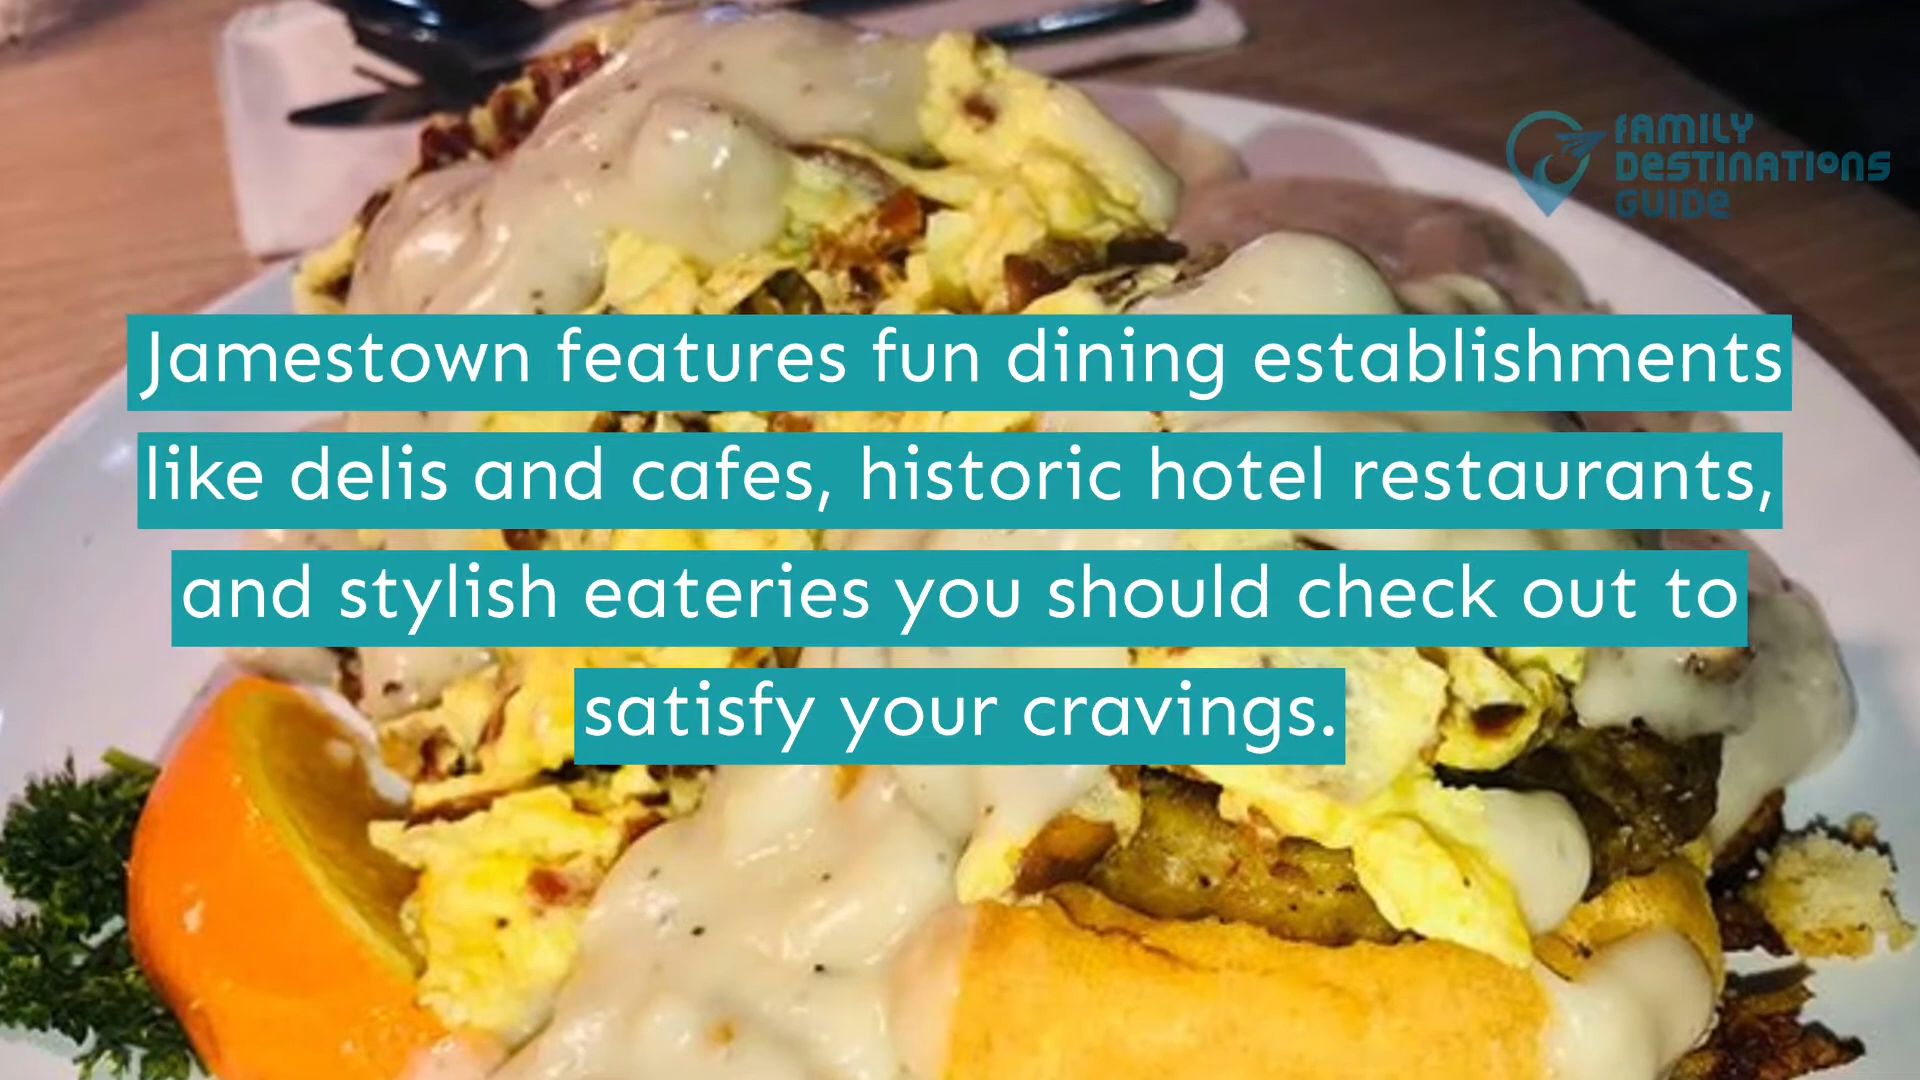 FAMILY
DESTINATIONS
GUIDE
Jamestown features fun dining establishments
like delis and cafes, historic hotel restaurants,
and stylish eateries you should check out to
satisfy your cravings.